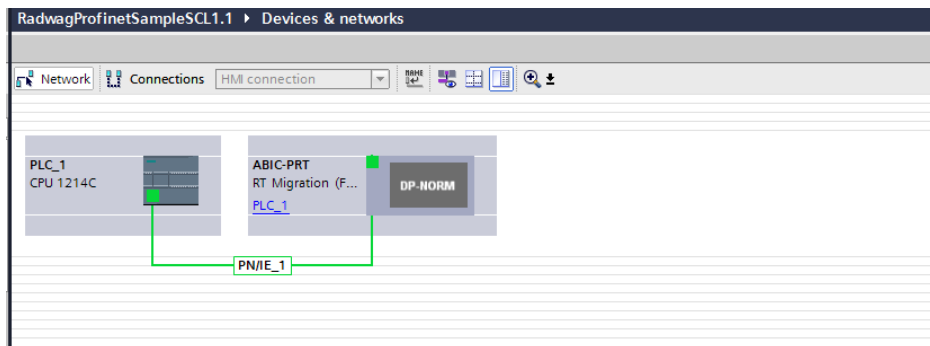 RadwagProfinetSampleSCL1.1 ▸ Devices & networks
Network Connections HMI connection
PLC_1
CPU 1214C
ABIC-PRT
RT Migration (F...
PLC_1
DP-NORM
PN/IE_1